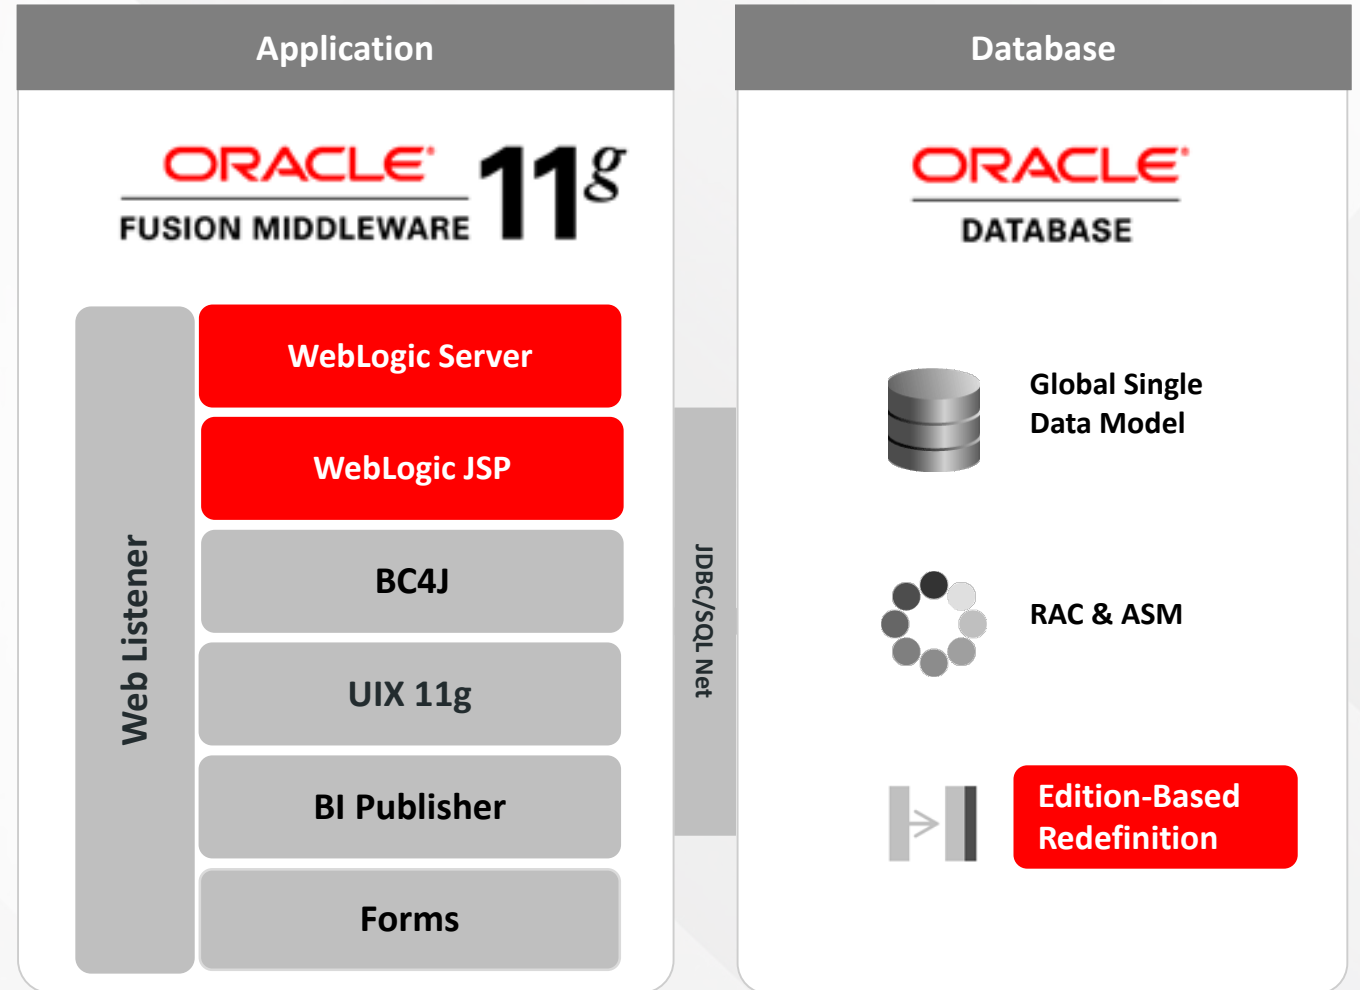 Application
ORACLE
FUSION MIDDLEWARE
11g
Web Listener
WebLogic Server
WebLogic JSP
BC4J
UIX 11g
BI Publisher
Forms
JDBC/SQL Net
Database
ORACLE
DATABASE
Global Single
Data Model
RAC & ASM
Edition-Based
Redefinition